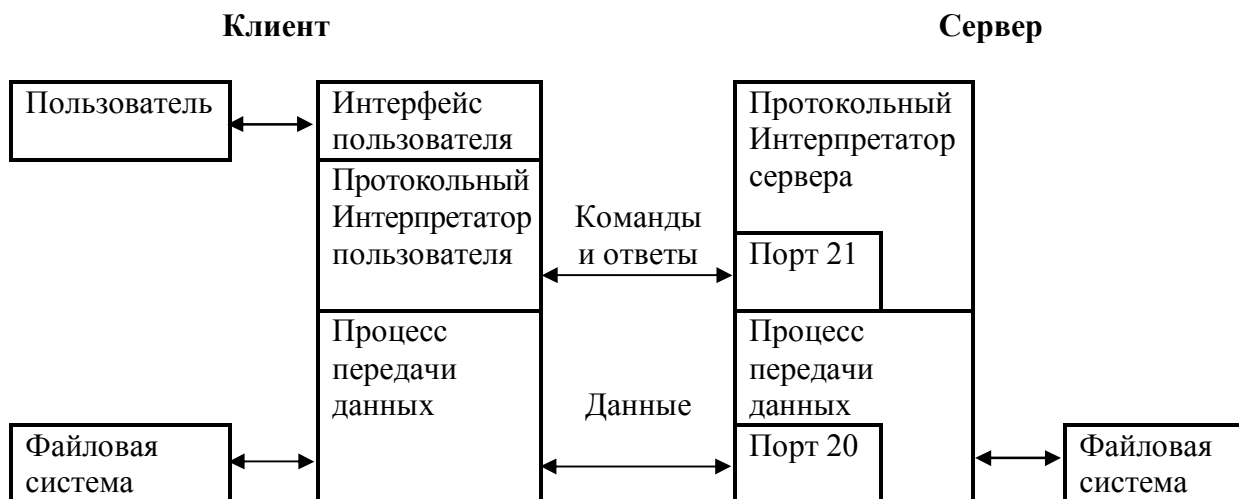 Клиент
Сервер
Пользователь
Интерфейс
пользователя
Протокольный
Интерпретатор
пользователя
Процесс
передачи
данных
Файловая
система
Команды
и ответы
Данные
Протокольный
Интерпретатор
сервера
Порт 21
Процесс
передачи
данных
Порт 20
Файловая
система